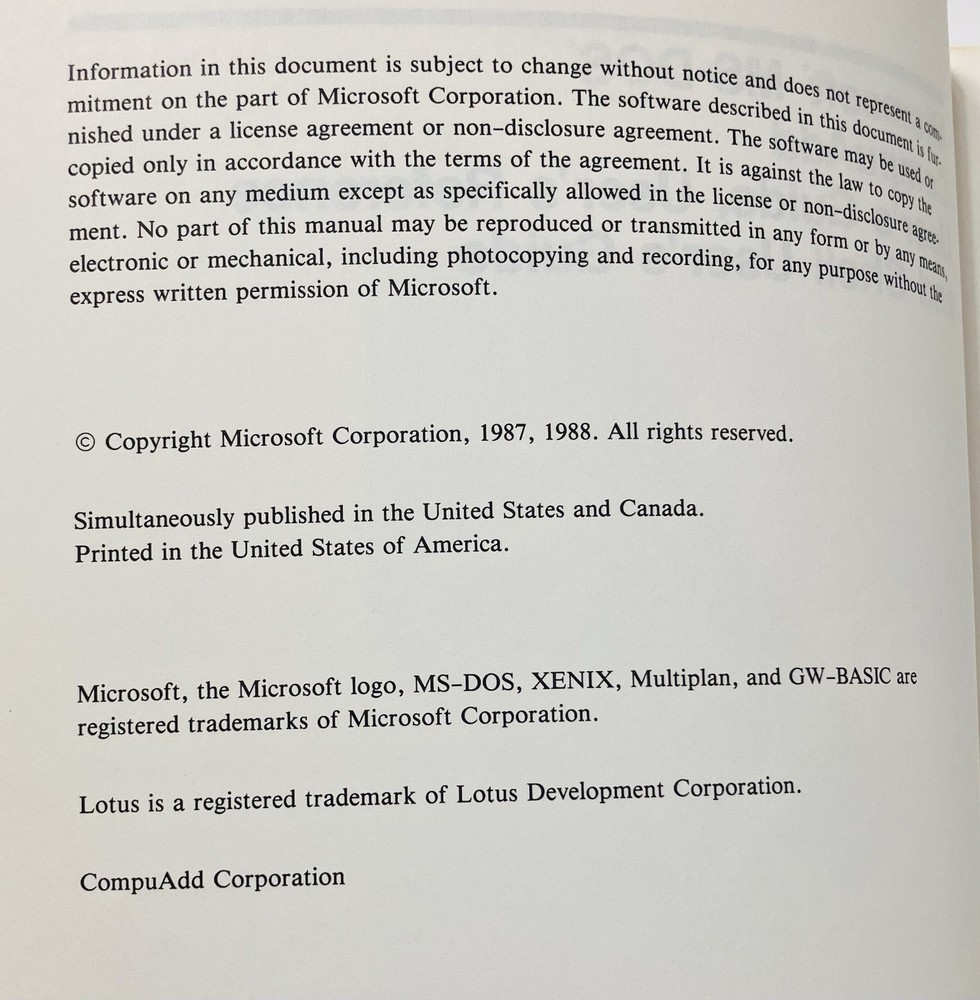 Information in this document is subject to change without notice and does not represent a com-
mitment on the part of Microsoft Corporation. The software described in this document is fur-
nished under a license agreement or non-disclosure agreement. The software may be used or
copied only in accordance with the terms of the agreement. It is against the law to copy the
software on any medium except as specifically allowed in the license or non-disclosure agree-
ment. No part of this manual may be reproduced or transmitted in any form or by any means,
electronic or mechanical, including photocopying and recording, for any purpose without the
express written permission of Microsoft.
© Copyright Microsoft Corporation, 1987, 1988. All rights reserved.
Simultaneously published in the United States and Canada.
Printed in the United States of America.
Microsoft, the Microsoft logo, MS-DOS, XENIX, Multiplan, and GW-BASIC are
registered trademarks of Microsoft Corporation.
Lotus is a registered trademark of Lotus Development Corporation.
CompuAdd Corporation